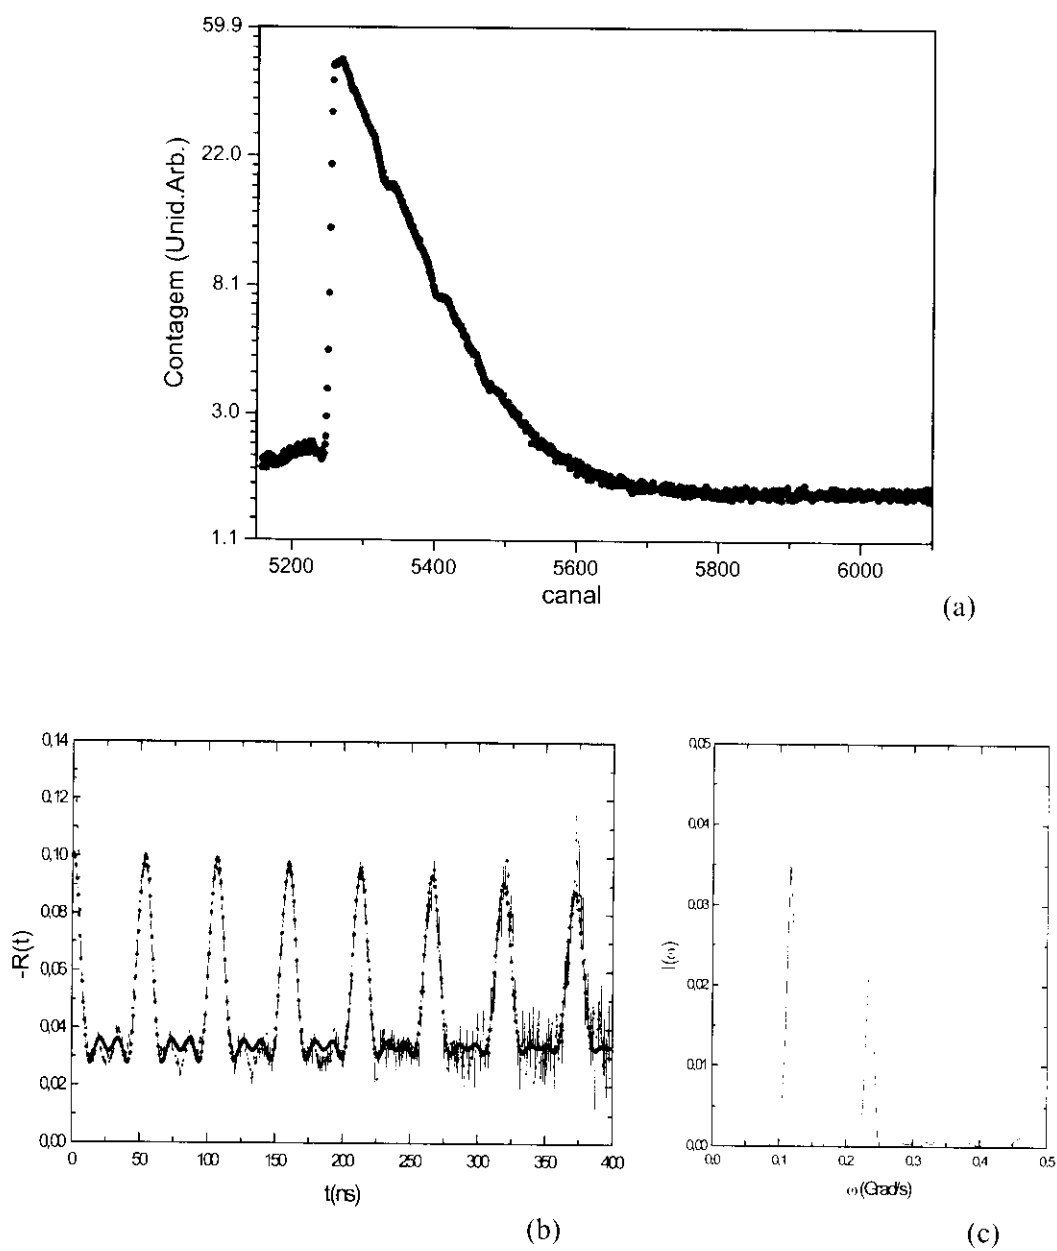 59.9
22.0
8.1
3.0
1.1
Contagem (Unid.Arb.)
5200 5400 5600 5800 6000
canal
(a)
0,14
0,12
0,10
0,08
0,06
0,04
0,02
0,00
-R(t)
0 50 100 150 200 250 300 350 400
t(ns)
(b)
0,05
0,04
0,03
0,02
0,01
0,00
I(ω)
0,0 0,1 0,2 0,3 0,4 0,5
ω (Grad/s)
(c)